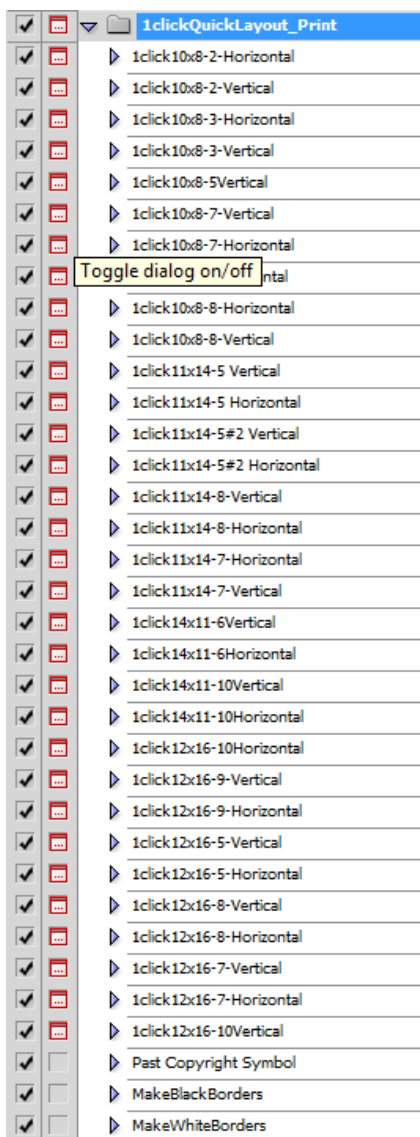 1clickQuickLayout_Print
1click10x8-2-Horizontal
1click10x8-2-Vertical
1click10x8-3-Horizontal
1click10x8-3-Vertical
1click10x8-5Vertical
1click10x8-7-Vertical
1click10x8-7-Horizontal
Toggle dialog on/off
1click10x8-8-Horizontal
1click10x8-8-Vertical
1click11x14-5 Vertical
1click11x14-5 Horizontal
1click11x14-5#2 Vertical
1click11x14-5#2 Horizontal
1click11x14-8-Vertical
1click11x14-8-Horizontal
1click11x14-7-Horizontal
1click11x14-7-Vertical
1click14x11-6Vertical
1click14x11-6Horizontal
1click14x11-10Vertical
1click14x11-10Horizontal
1click12x16-10Horizontal
1click12x16-9-Vertical
1click12x16-9-Horizontal
1click12x16-5-Vertical
1click12x16-5-Horizontal
1click12x16-8-Vertical
1click12x16-8-Horizontal
1click12x16-7-Vertical
1click12x16-7-Horizontal
1click12x16-10Vertical
Past Copyright Symbol
MakeBlackBorders
MakeWhiteBorders